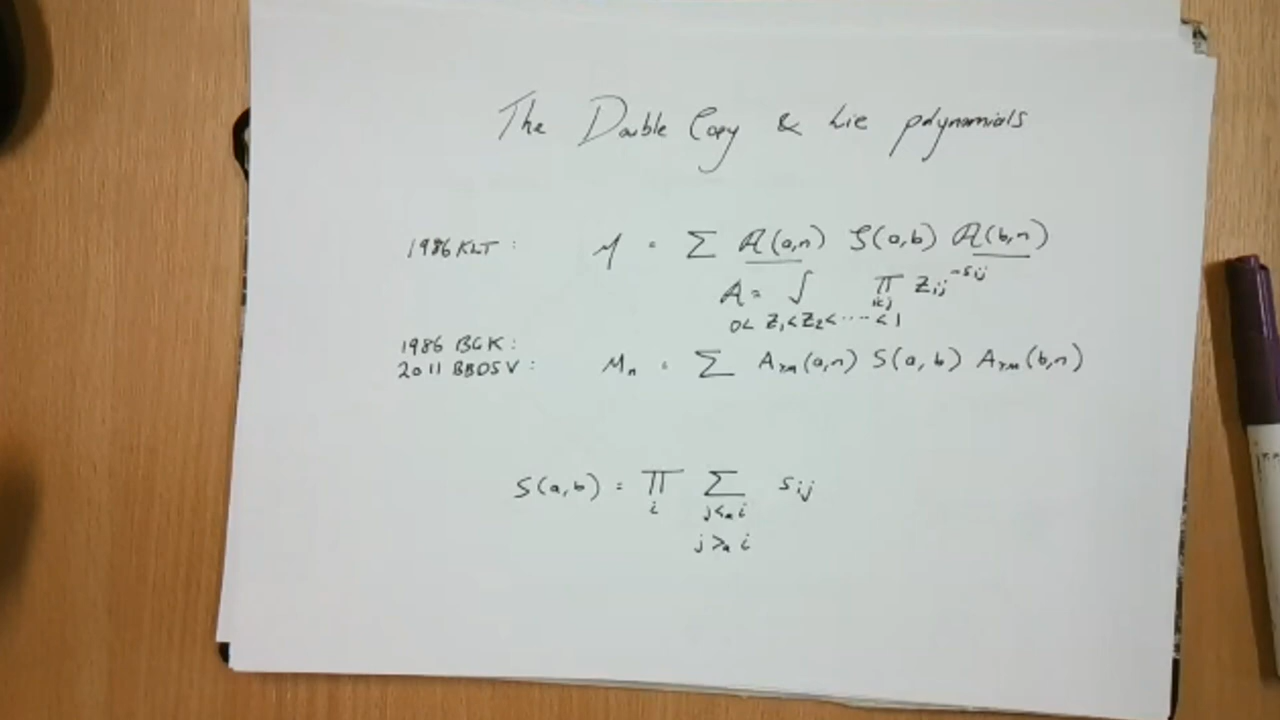 The Double Copy & Lie polynomials
1986 KLT : M = Σ A(a,n) S(a,b) A(b,n)
A = ∫ π z_ij^-s_ij
i<j
0< z_1<z_2< ···· < 1
1986 BGK :
2011 BBDSV : M_n = Σ A_YM(a,n) S(a,b) A_YM(b,n)
S(a,b) = π Σ s_ij
i j<_a i
j >_a i